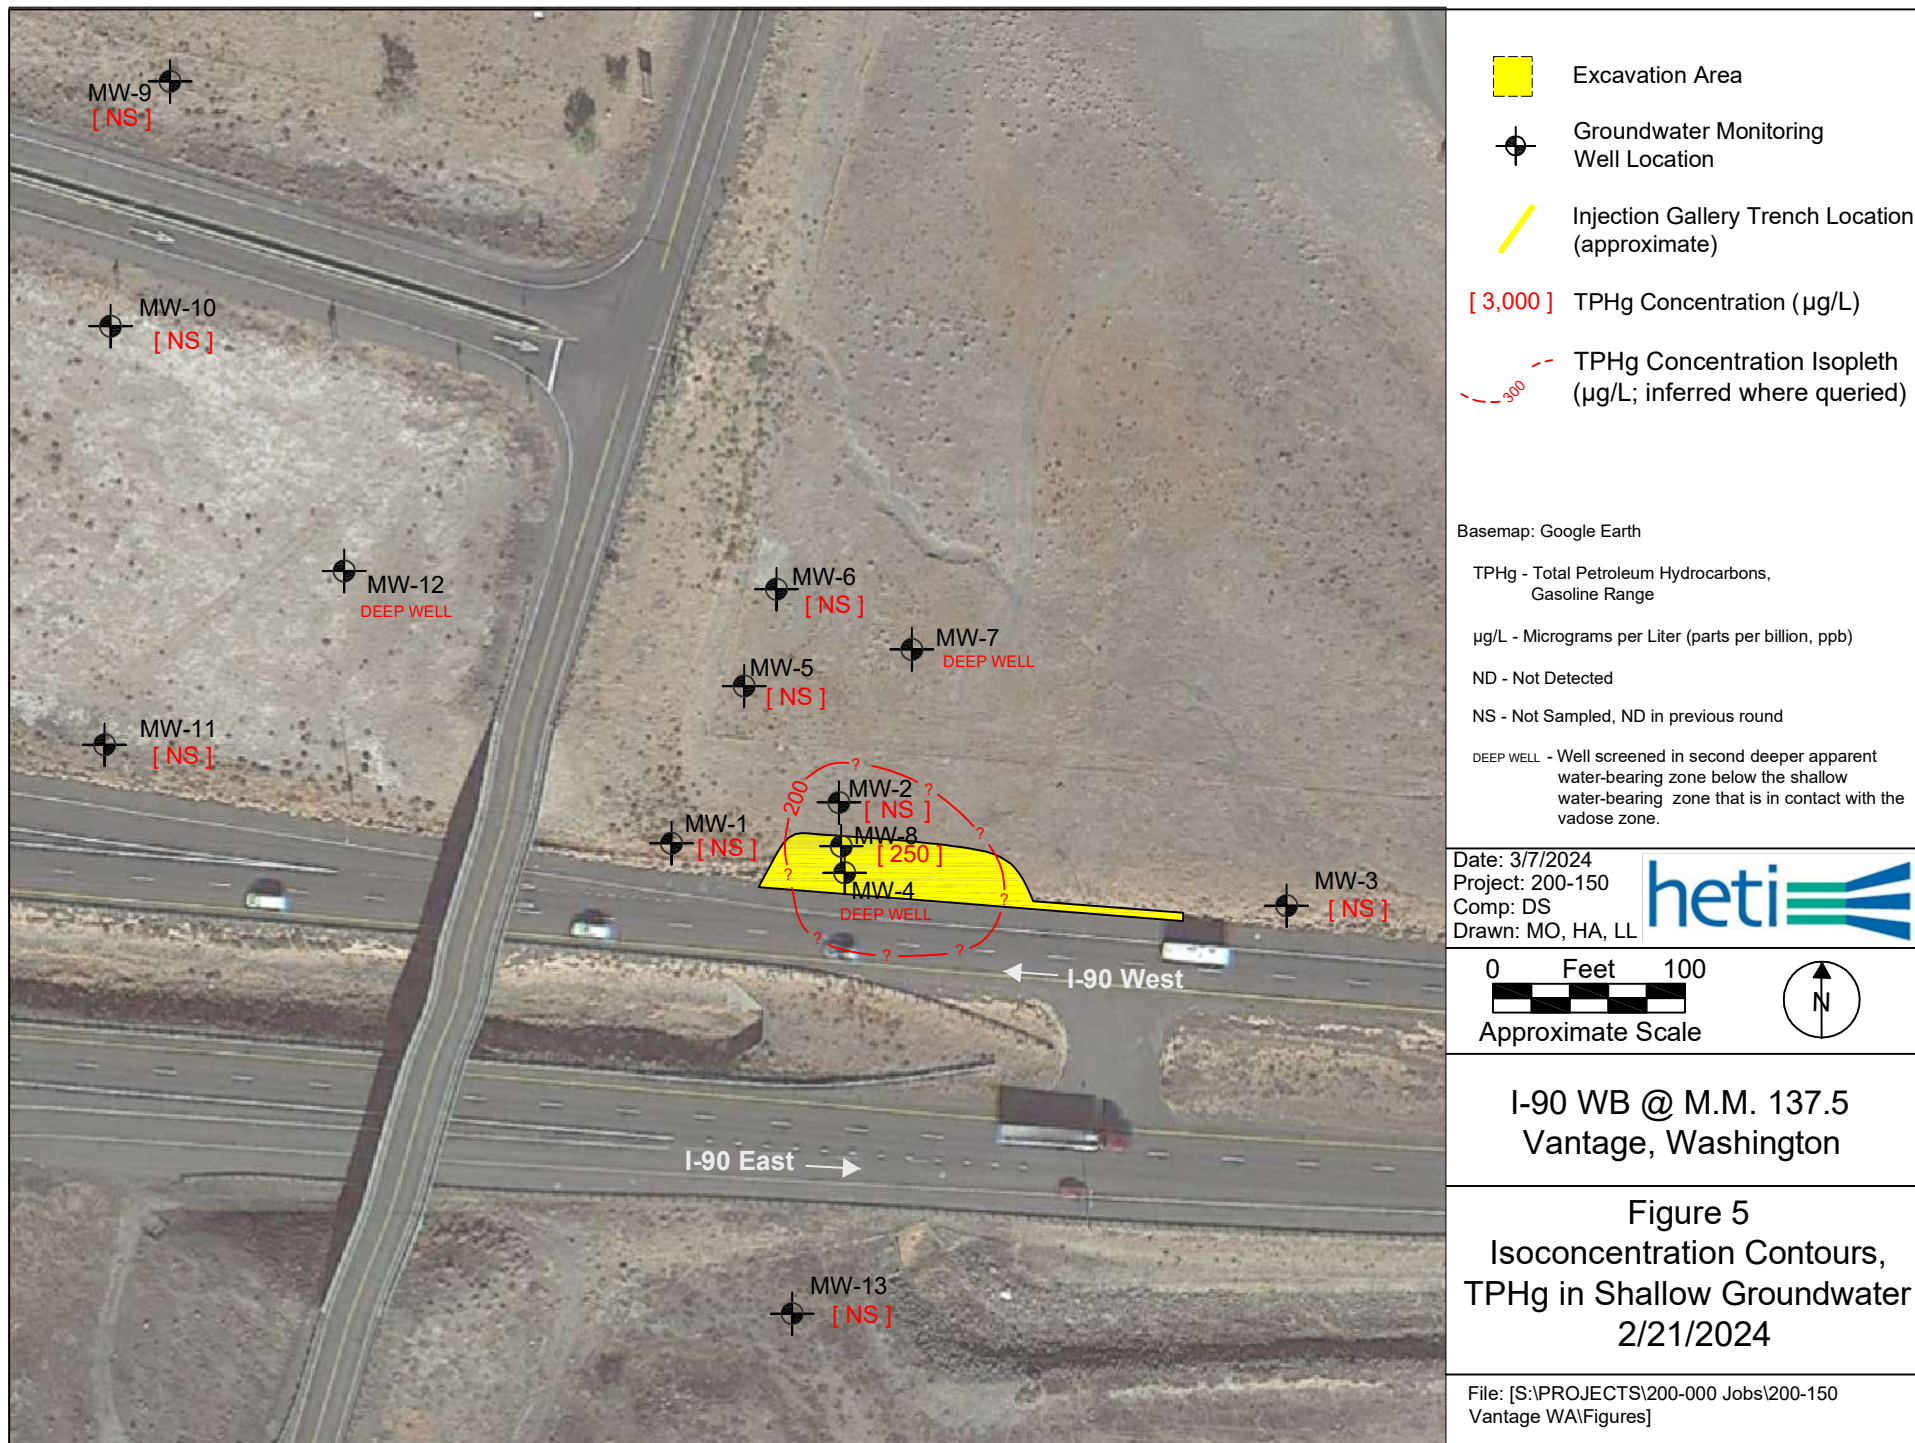 MW-9
[ NS ]
MW-10
[ NS ]
MW-12
DEEP WELL
MW-6
[ NS ]
MW-7
DEEP WELL
MW-5
[ NS ]
MW-11
[ NS ]
?
?
200
MW-2
[ NS ]
?
MW-1
[ NS ]
MW-8
[ 250 ]
?
MW-4
DEEP WELL
?
MW-3
[ NS ]
?
?
?
I-90 West
I-90 East
MW-13
[ NS ]
Excavation Area
Groundwater Monitoring
Well Location
Injection Gallery Trench Location
(approximate)
[ 3,000 ]
TPHg Concentration (µg/L)
300
TPHg Concentration Isopleth
(µg/L; inferred where queried)
Basemap: Google Earth
TPHg - Total Petroleum Hydrocarbons,
Gasoline Range
µg/L - Micrograms per Liter (parts per billion, ppb)
ND - Not Detected
NS - Not Sampled, ND in previous round
DEEP WELL - Well screened in second deeper apparent
water-bearing zone below the shallow
water-bearing zone that is in contact with the
vadose zone.
Date: 3/7/2024
Project: 200-150
Comp: DS
Drawn: MO, HA, LL
heti
0 Feet 100
Approximate Scale
N
I-90 WB @ M.M. 137.5
Vantage, Washington
Figure 5
Isoconcentration Contours,
TPHg in Shallow Groundwater
2/21/2024
File: [S:\PROJECTS\200-000 Jobs\200-150
Vantage WA\Figures]